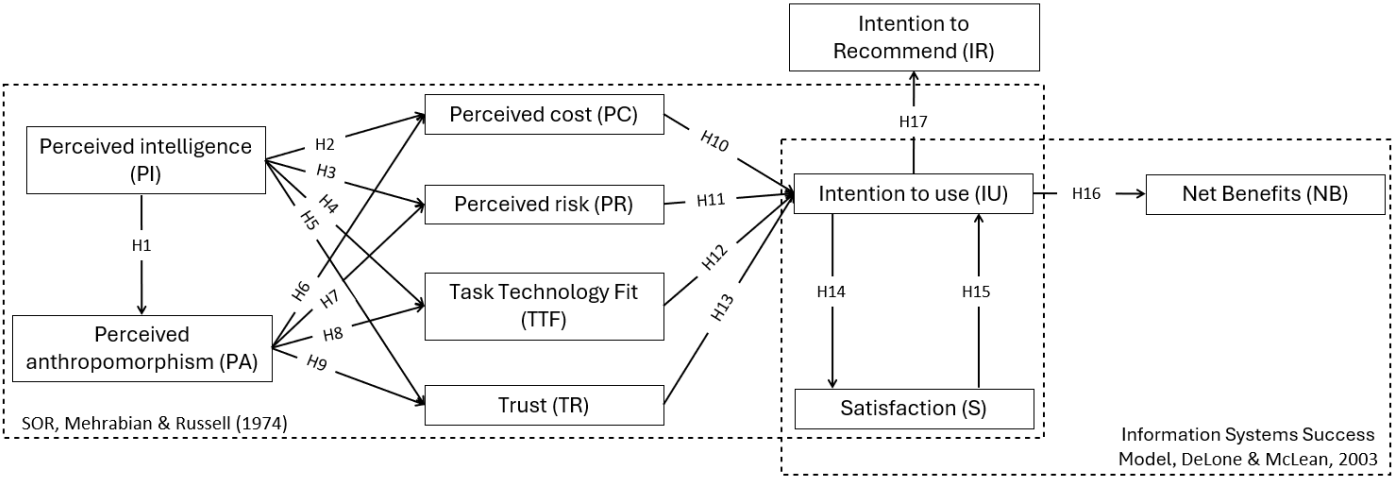 Intention to
Recommend (IR)
H17
Perceived intelligence
(PI)
H1
Perceived
anthropomorphism (PA)
H2
H3
H4
H5
H6
H7
H8
H9
Perceived cost (PC)
Perceived risk (PR)
Task Technology Fit
(TTF)
Trust (TR)
H10
H11
H12
H13
Intention to use (IU)
H16
Net Benefits (NB)
H14
H15
Satisfaction (S)
SOR, Mehrabian & Russell (1974)
Information Systems Success
Model, DeLone & McLean, 2003